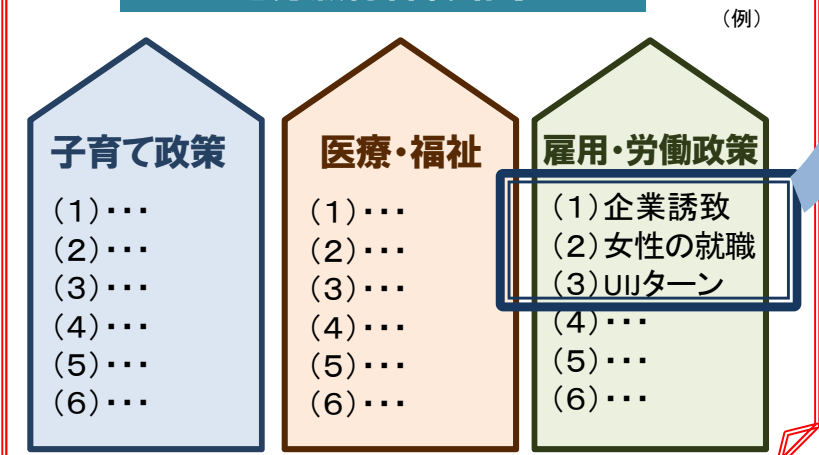 （例）
子育て政策
（１）・・・
（２）・・・
（３）・・・
（４）・・・
（５）・・・
（６）・・・
医療・福祉
（１）・・・
（２）・・・
（３）・・・
（４）・・・
（５）・・・
（６）・・・
雇用・労働政策
（１）企業誘致
（２）女性の就職
（３）UIJターン
（４）・・・
（５）・・・
（６）・・・